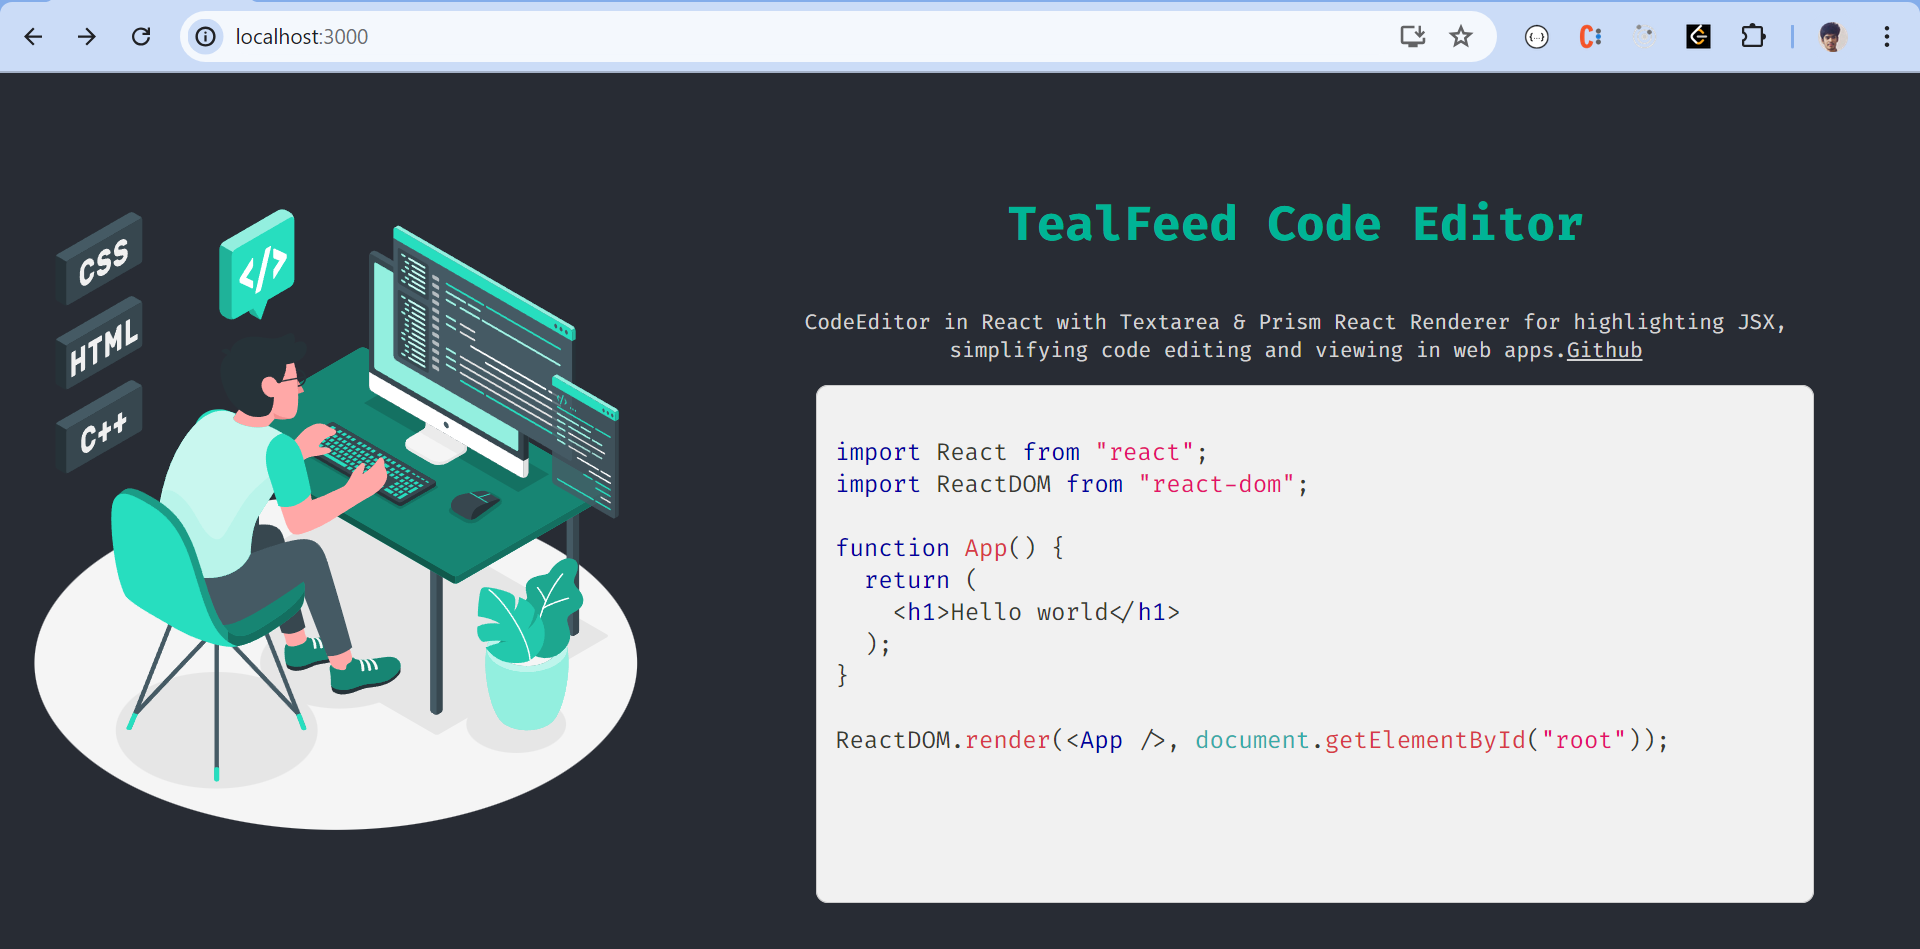 localhost:3000
CSS
HTML
C++
</>
TealFeed Code Editor
CodeEditor in React with Textarea & Prism React Renderer for highlighting JSX,
simplifying code editing and viewing in web apps.Github
import React from "react";
import ReactDOM from "react-dom";
function App() {
  return (
    <h1>Hello world</h1>
  );
}
ReactDOM.render(<App />, document.getElementById("root"));